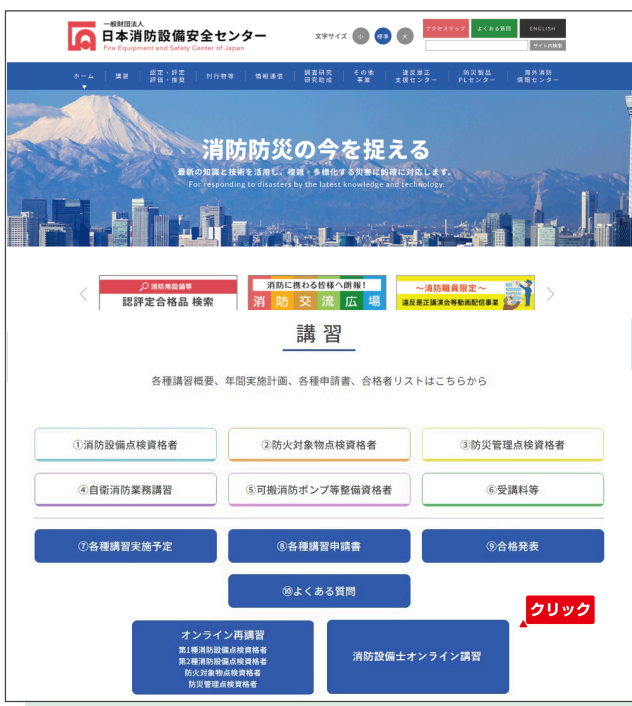 一般財団法人
日本消防設備安全センター
Fire Equipment and Safety Center of Japan
文字サイズ 小 標準 大
アクセスマップ よくある質問 ENGLISH
サイト内検索
ホーム 講習 認定・評定 評価・推奨 刊行物等 情報通信 調査研究 研究助成 その他 事業 違反是正 支援センター 防災製品 PLセンター 海外消防 情報センター
消防防災の今を捉える
最新の知識と技術を活用し、複雑・多様化する災害に的確に対応します。
For responding to disasters by the latest knowledge and technology.
消防用設備等
認評定合格品 検索
消防に携わる皆様へ朗報!
消防交流広場
〜消防職員限定〜
違反是正講演会等動画配信事業
講習
各種講習概要、年間実施計画、各種申請書、合格者リストはこちらから
①消防設備点検資格者
②防火対象物点検資格者
③防災管理点検資格者
④自衛消防業務講習
⑤可搬消防ポンプ等整備資格者
⑥受講料等
⑦各種講習実施予定
⑧各種講習申請書
⑨合格発表
⑩よくある質問
クリック
オンライン再講習
第1種消防設備点検資格者
第2種消防設備点検資格者
防火対象物点検資格者
防災管理点検資格者
消防設備士オンライン講習